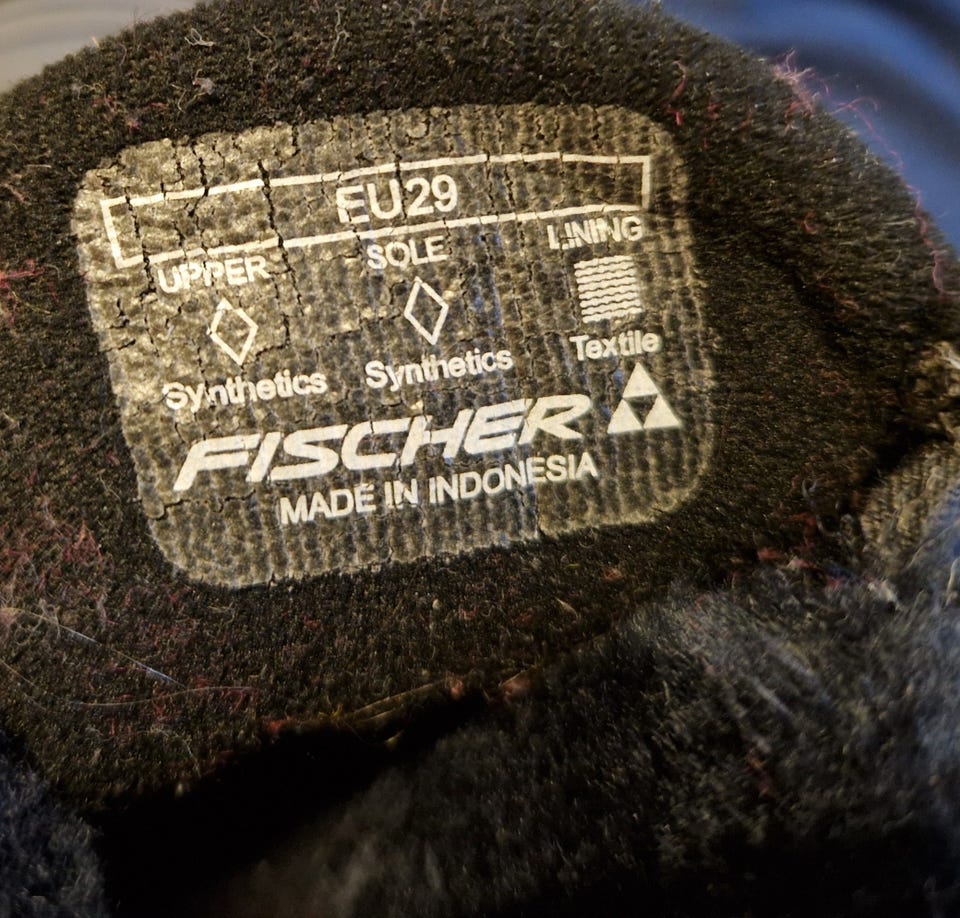 EU29
UPPER SOLE LINING
Synthetics Synthetics Textile
FISCHER
MADE IN INDONESIA